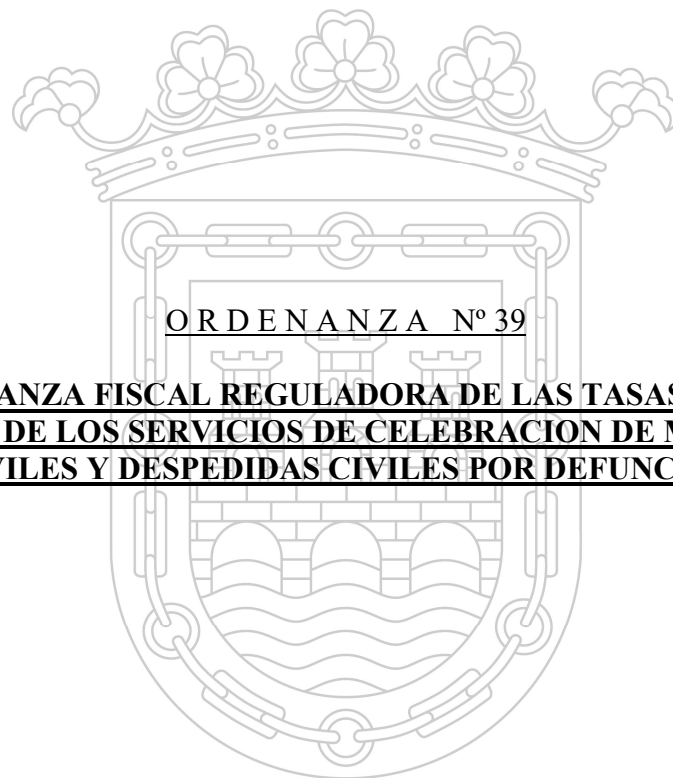 ORDENANZA Nº 39
ANZA FISCAL REGULADORA DE LAS TASAS
DE LOS SERVICIOS DE CELEBRACION DE M
VILES Y DESPEDIDAS CIVILES POR DEFUNC